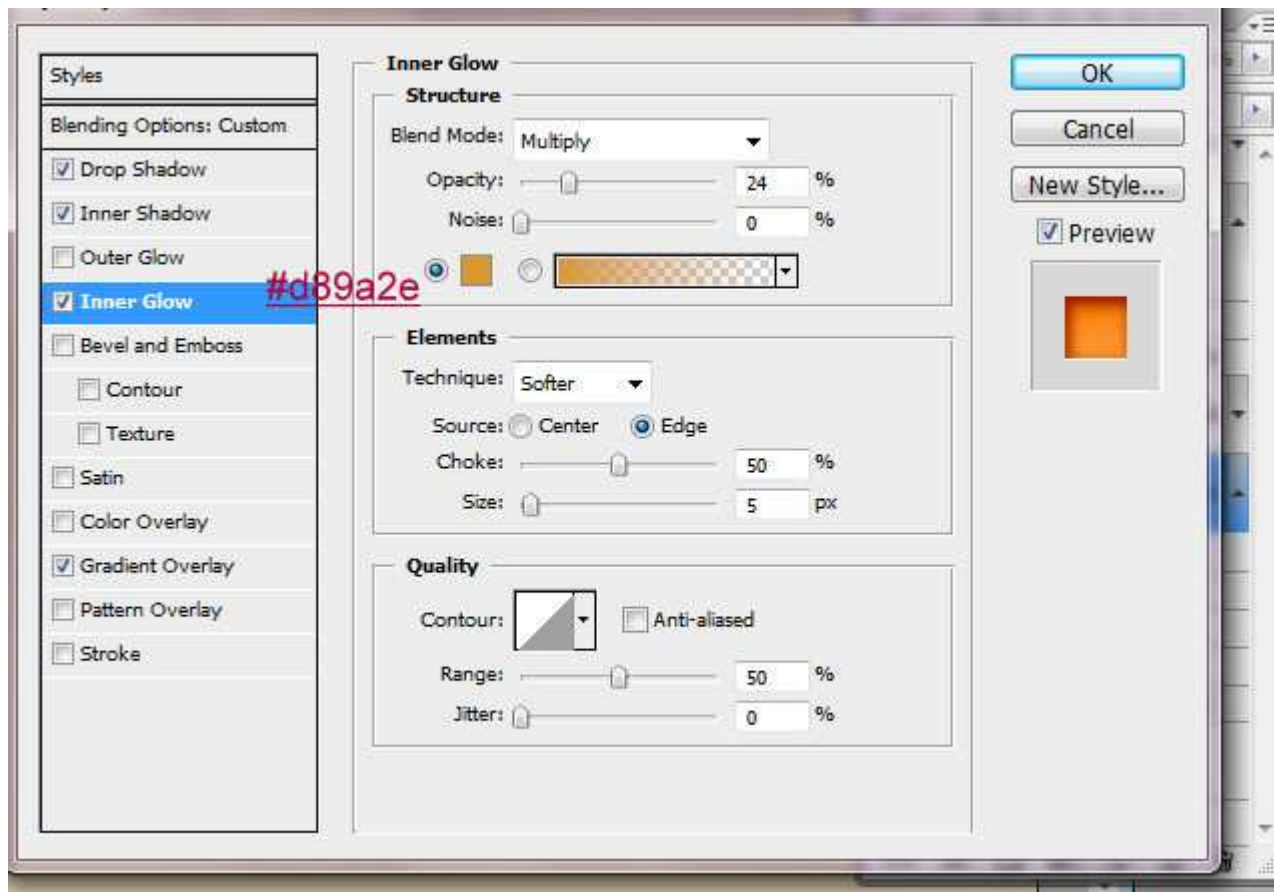 Styles
Blending Options: Custom
Drop Shadow
Inner Shadow
Outer Glow
Inner Glow
Bevel and Emboss
Contour
Texture
Satin
Color Overlay
Gradient Overlay
Pattern Overlay
Stroke
Inner Glow
Structure
Blend Mode: Multiply
Opacity: 24 %
Noise: 0 %
#d89a2e
Elements
Technique: Softer
Source: Center Edge
Choke: 50 %
Size: 5 px
Quality
Contour: Anti-aliased
Range: 50 %
Jitter: 0 %
OK
Cancel
New Style...
Preview